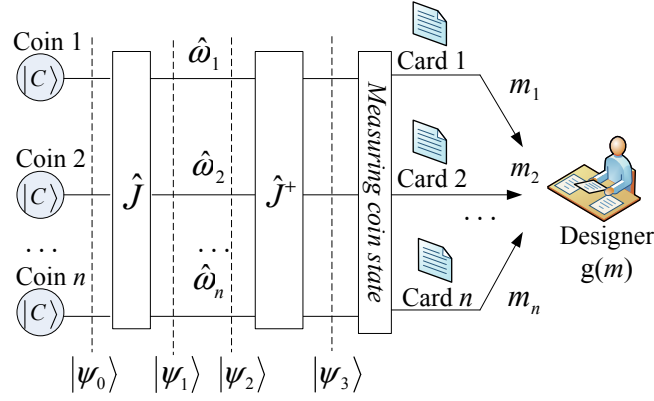 Coin 1
|C⟩
Coin 2
|C⟩
...
Coin n
|C⟩
Ĵ
ω̂₁
ω̂₂
...
ω̂ₙ
Ĵ⁺
Measuring coin state
Card 1
Card 2
...
Card n
m₁
m₂
mₙ
Designer
g(m)
|ψ₀⟩
|ψ₁⟩
|ψ₂⟩
|ψ₃⟩